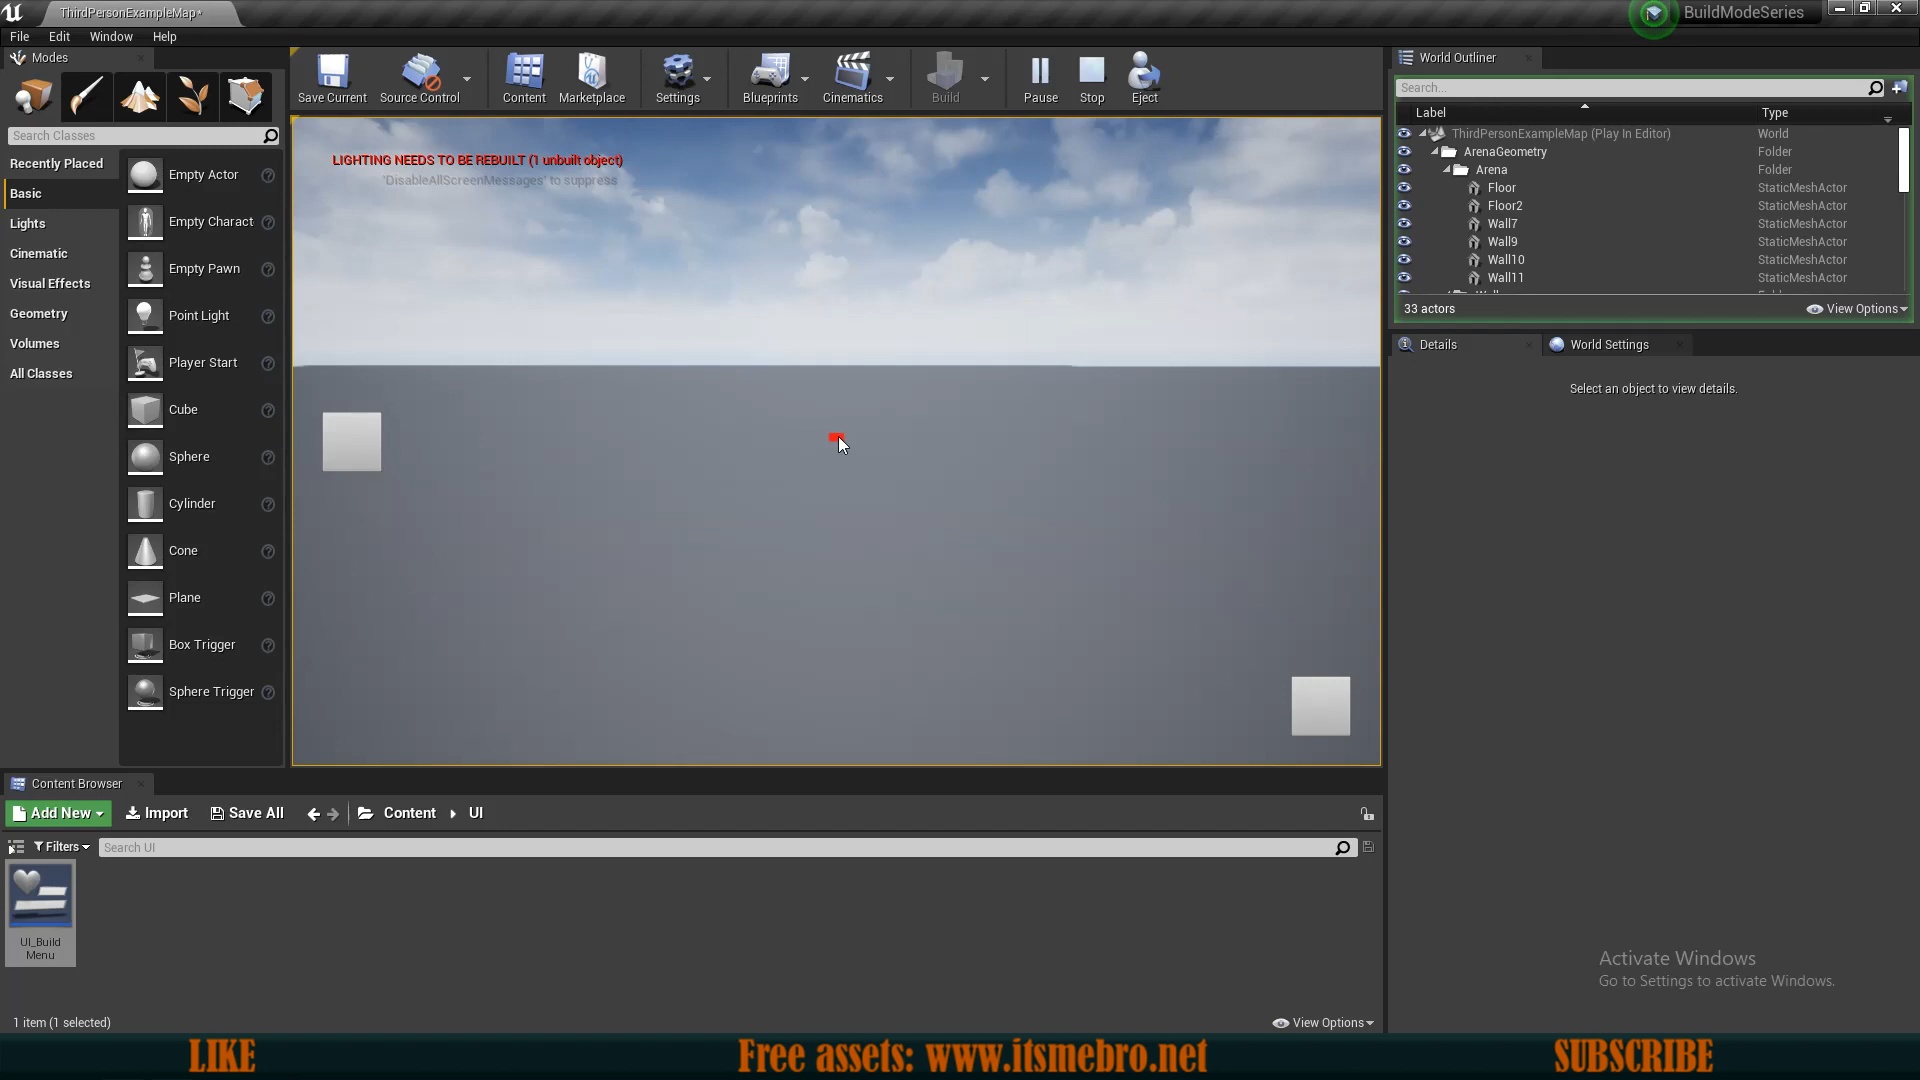 ThirdPersonExampleMap*
BuildModeSeries
File Edit Window Help
Modes
Search Classes
Recently Placed
Basic
Lights
Cinematic
Visual Effects
Geometry
Volumes
All Classes
Empty Actor
Empty Charact
Empty Pawn
Point Light
Player Start
Cube
Sphere
Cylinder
Cone
Plane
Box Trigger
Sphere Trigger
Save Current Source Control Content Marketplace Settings Blueprints Cinematics Build Pause Stop Eject
LIGHTING NEEDS TO BE REBUILT (1 unbuilt object)
'DisableAllScreenMessages' to suppress
World Outliner
Search...
Label Type
ThirdPersonExampleMap (Play In Editor) World
ArenaGeometry Folder
Arena Folder
Floor StaticMeshActor
Floor2 StaticMeshActor
Wall7 StaticMeshActor
Wall9 StaticMeshActor
Wall10 StaticMeshActor
Wall11 StaticMeshActor
33 actors View Options
Details World Settings
Select an object to view details.
Content Browser
Add New Import Save All Content UI
Filters Search UI
UI_Build
Menu
1 item (1 selected) View Options
Activate Windows
Go to Settings to activate Windows.
LIKE Free assets: www.itsmebro.net SUBSCRIBE